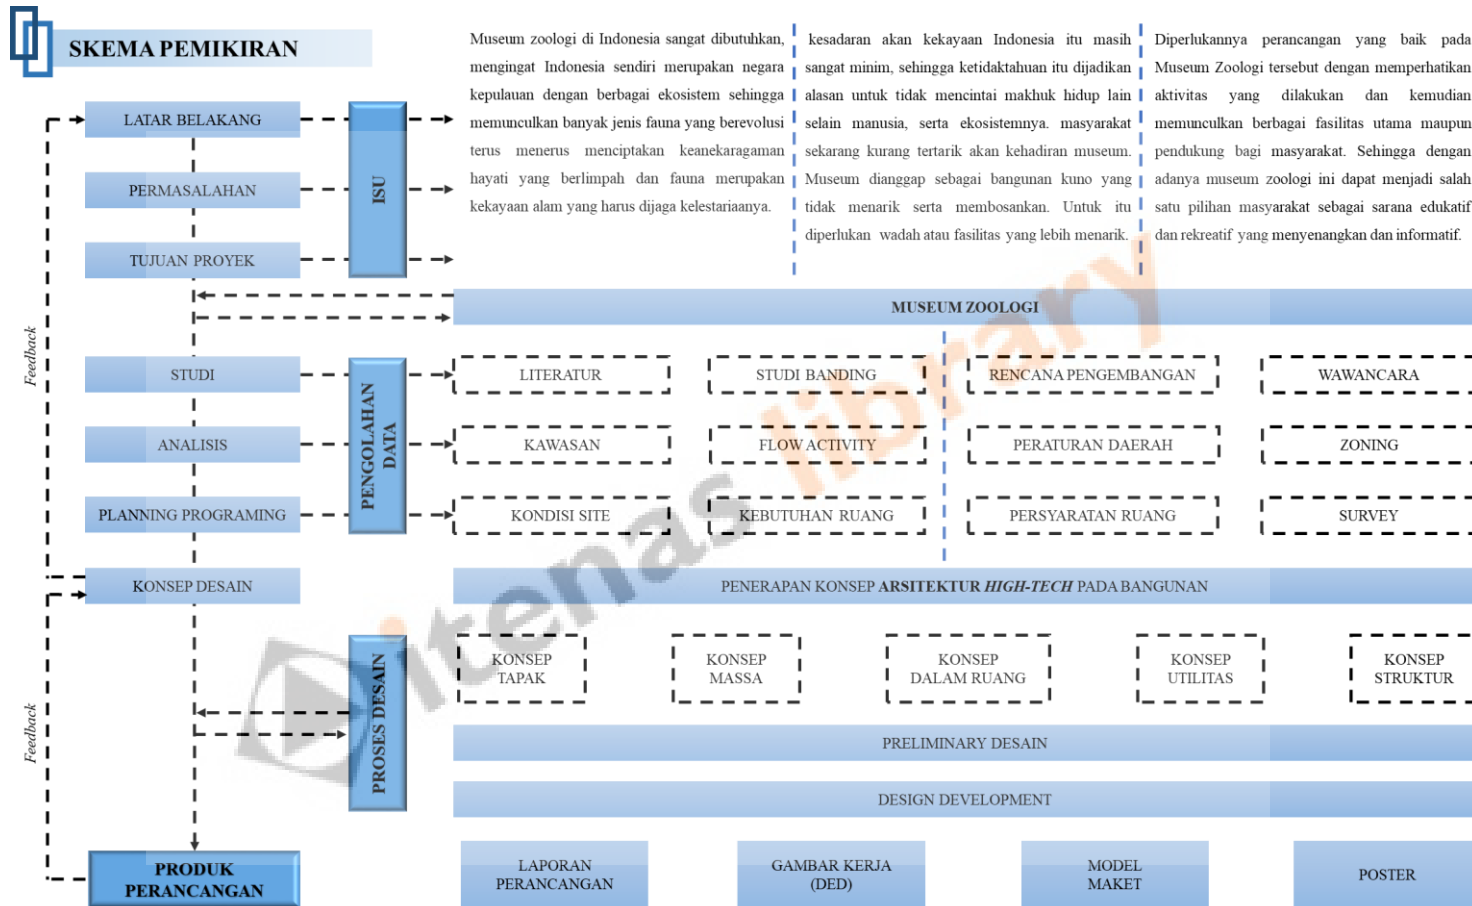 SKEMA PEMIKIRAN
Museum zoologi di Indonesia sangat dibutuhkan,
mengingat Indonesia sendiri merupakan negara
kepulauan dengan berbagai ekosistem sehingga
memunculkan banyak jenis fauna yang berevolusi
terus menerus menciptakan keanekaragaman
hayati yang berlimpah dan fauna merupakan
kekayaan alam yang harus dijaga kelestariaanya.
kesadaran akan kekayaan Indonesia itu masih
sangat minim, sehingga ketidaktahuan itu dijadikan
alasan untuk tidak mencintai makhuk hidup lain
selain manusia, serta ekosistemnya. masyarakat
sekarang kurang tertarik akan kehadiran museum.
Museum dianggap sebagai bangunan kuno yang
tidak menarik serta membosankan. Untuk itu
diperlukan wadah atau fasilitas yang lebih menarik.
Diperlukannya perancangan yang baik pada
Museum Zoologi tersebut dengan memperhatikan
aktivitas yang dilakukan dan kemudian
memunculkan berbagai fasilitas utama maupun
pendukung bagi masyarakat. Sehingga dengan
adanya museum zoologi ini dapat menjadi salah
satu pilihan masyarakat sebagai sarana edukatif
dan rekreatif yang menyenangkan dan informatif.
LATAR BELAKANG
PERMASALAHAN
TUJUAN PROYEK
ISU
MUSEUM ZOOLOGI
Feedback
STUDI
ANALISIS
PLANNING PROGRAMING
PENGOLAHAN
DATA
LITERATUR
STUDI BANDING
RENCANA PENGEMBANGAN
WAWANCARA
KAWASAN
FLOW ACTIVITY
PERATURAN DAERAH
ZONING
KONDISI SITE
KEBUTUHAN RUANG
PERSYARATAN RUANG
SURVEY
KONSEP DESAIN
PENERAPAN KONSEP ARSITEKTUR HIGH-TECH PADA BANGUNAN
Feedback
PROSES DESAIN
KONSEP
TAPAK
KONSEP
MASSA
KONSEP
DALAM RUANG
KONSEP
UTILITAS
KONSEP
STRUKTUR
PRELIMINARY DESAIN
DESIGN DEVELOPMENT
PRODUK
PERANCANGAN
LAPORAN
PERANCANGAN
GAMBAR KERJA
(DED)
MODEL
MAKET
POSTER
itenas library